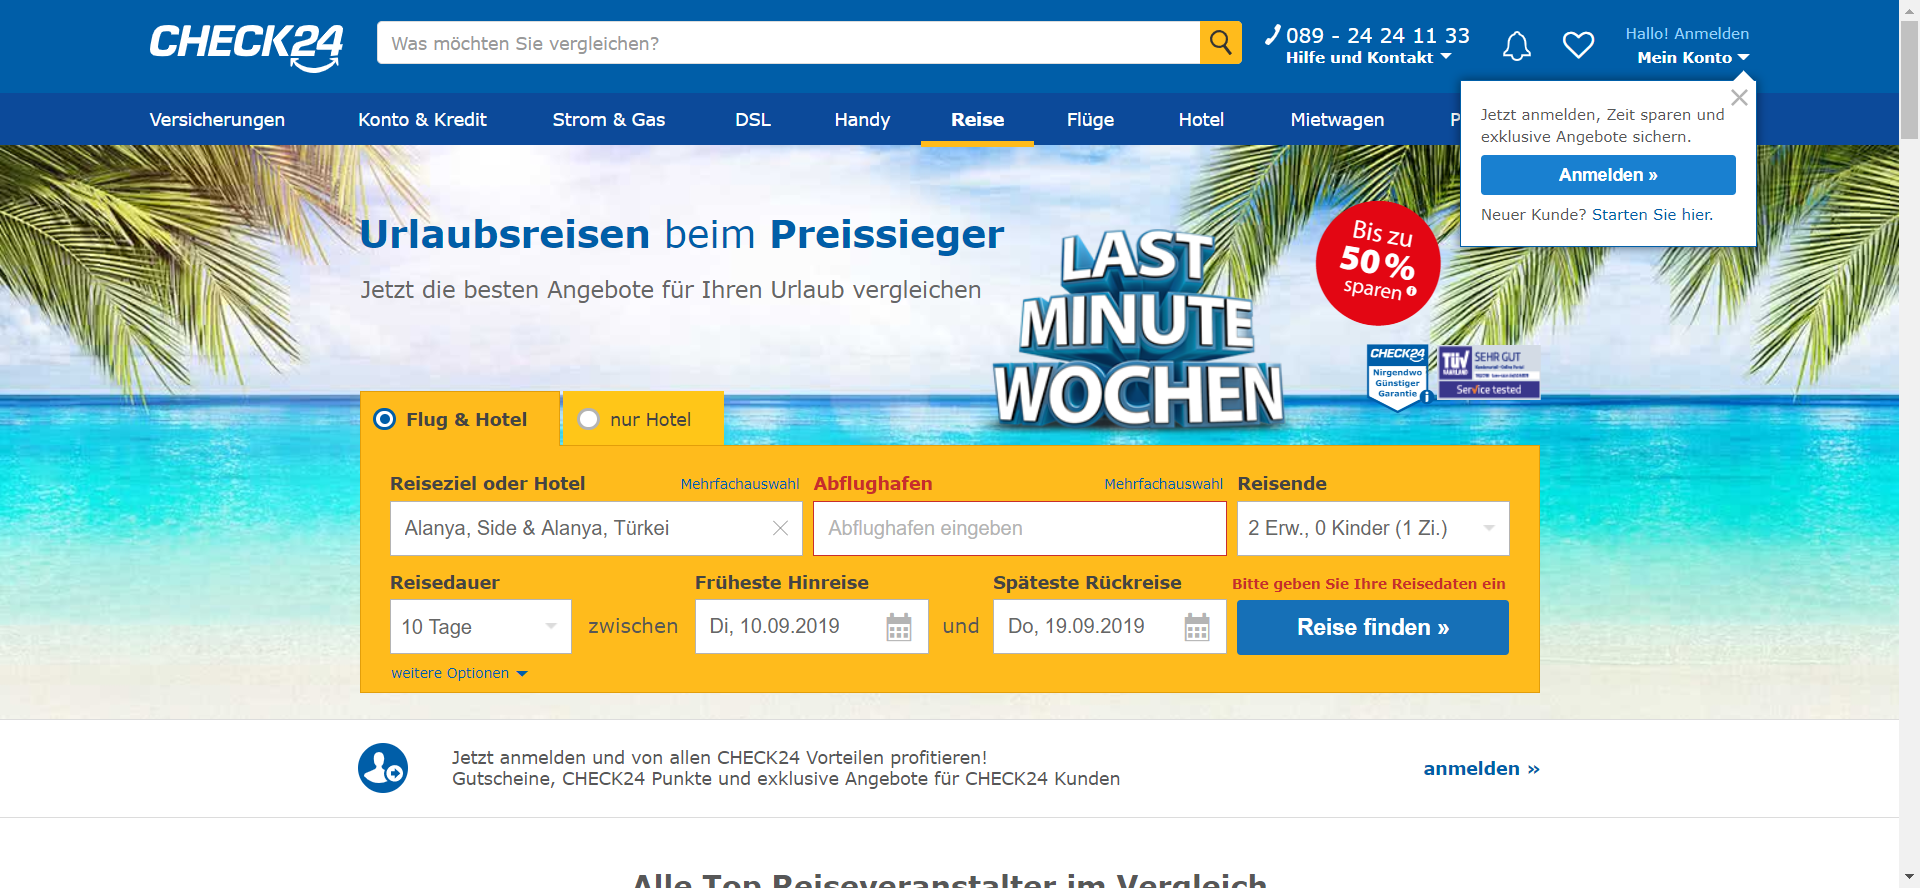 CHECK24
Was möchten Sie vergleichen?
089 - 24 24 11 33
Hilfe und Kontakt
Hallo! Anmelden
Mein Konto
Versicherungen
Konto & Kredit
Strom & Gas
DSL
Handy
Reise
Flüge
Hotel
Mietwagen
P
Jetzt anmelden, Zeit sparen und
exklusive Angebote sichern.
Anmelden »
Neuer Kunde? Starten Sie hier.
Urlaubsreisen beim Preissieger
Jetzt die besten Angebote für Ihren Urlaub vergleichen
LAST
MINUTE
WOCHEN
Bis zu
50 %
sparen
CHECK24
Nirgendwo
Günstiger
Garantie
TÜV
SEHR GUT
Service tested
Flug & Hotel
nur Hotel
Reiseziel oder Hotel
Mehrfachauswahl
Abflughafen
Mehrfachauswahl
Reisende
Alanya, Side & Alanya, Türkei
Abflughafen eingeben
2 Erw., 0 Kinder (1 Zi.)
Reisedauer
Früheste Hinreise
Späteste Rückreise
Bitte geben Sie Ihre Reisedaten ein
10 Tage
zwischen
Di, 10.09.2019
und
Do, 19.09.2019
Reise finden »
weitere Optionen
Jetzt anmelden und von allen CHECK24 Vorteilen profitieren!
Gutscheine, CHECK24 Punkte und exklusive Angebote für CHECK24 Kunden
anmelden »
Alle Top Reiseveranstalter im Vergleich